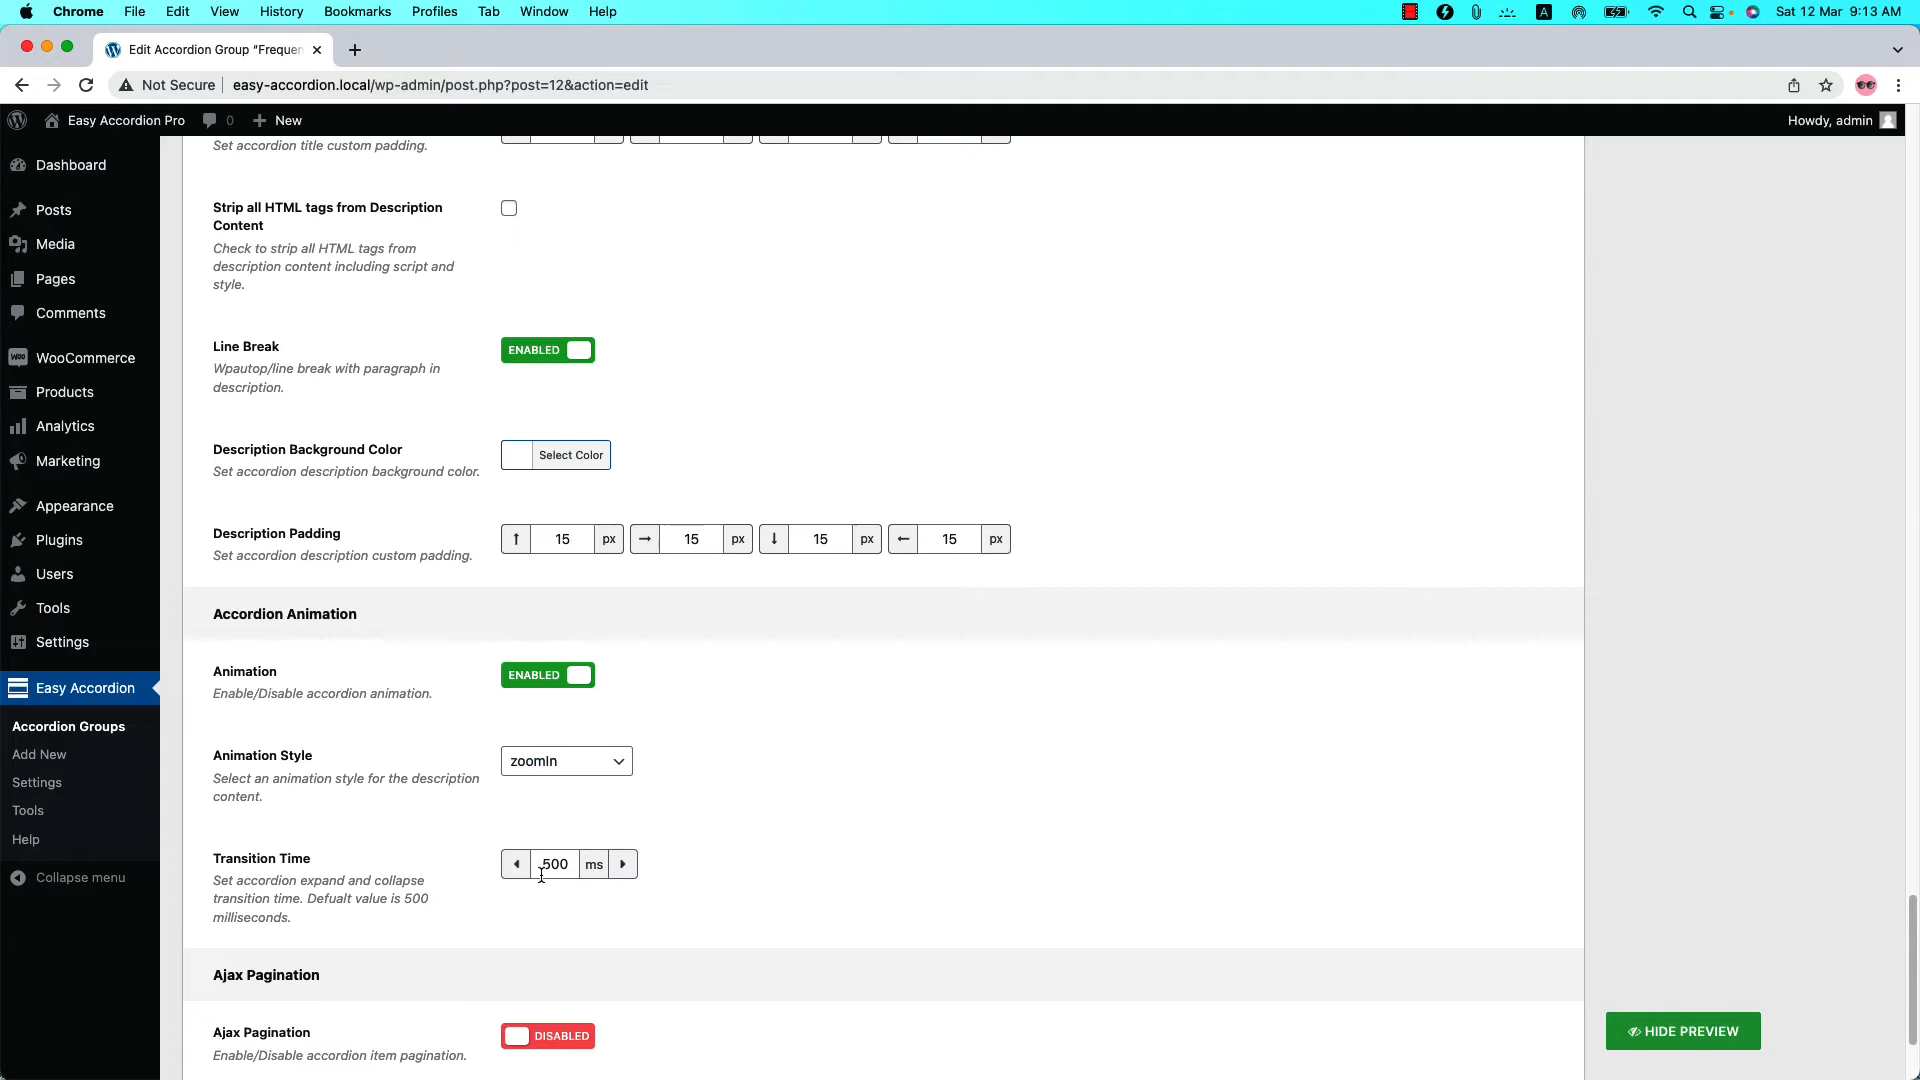 Chrome File Edit View History Bookmarks Profiles Tab Window Help A Sat 12 Mar 9:13 AM
Edit Accordion Group “Frequen
Not Secure easy-accordion.local/wp-admin/post.php?post=12&action=edit
Easy Accordion Pro 0 New Howdy, admin
Dashboard
Posts
Media
Pages
Comments
WooCommerce
Products
Analytics
Marketing
Appearance
Plugins
Users
Tools
Settings
Easy Accordion
Accordion Groups
Add New
Settings
Tools
Help
Collapse menu
Set accordion title custom padding.
Strip all HTML tags from Description
Content
Check to strip all HTML tags from
description content including script and
style.
Line Break
ENABLED
Wpautop/line break with paragraph in
description.
Description Background Color
Select Color
Set accordion description background color.
Description Padding
15 px 15 px 15 px 15 px
Set accordion description custom padding.
Accordion Animation
Animation
ENABLED
Enable/Disable accordion animation.
Animation Style
zoomIn
Select an animation style for the description
content.
Transition Time
500 ms
Set accordion expand and collapse
transition time. Defualt value is 500
milliseconds.
Ajax Pagination
Ajax Pagination
DISABLED
Enable/Disable accordion item pagination.
HIDE PREVIEW